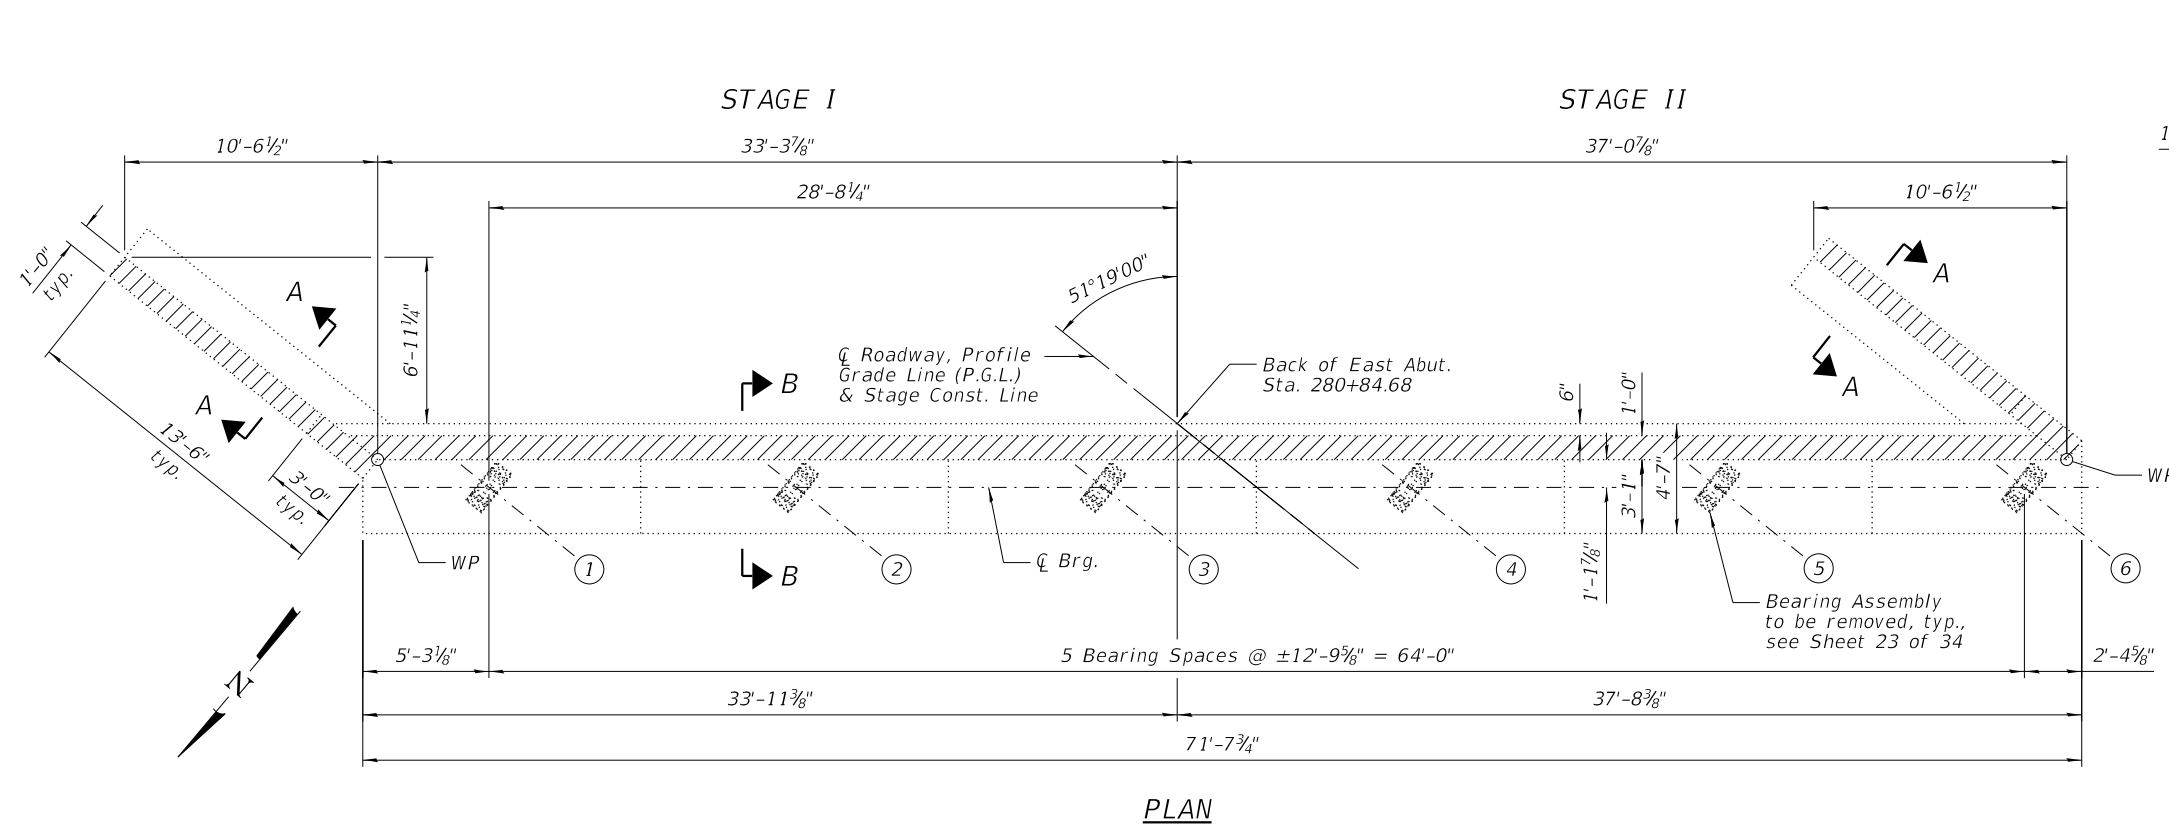 STAGE I
STAGE II
10'-6½"
33'-3⅞"
37'-0⅞"
28'-8¼"
10'-6½"
1'-0"
typ.
A
6'-11¼"
51°19'00"
A
℄ Roadway, Profile
Grade Line (P.G.L.)
& Stage Const. Line
B
Back of East Abut.
Sta. 280+84.68
6"
1'-0"
A
A
13'-6"
typ.
3'-0"
typ.
3'-1"
4'-7"
WP
WP
B
℄ Brg.
1'-1⅞"
1
2
3
4
5
6
Bearing Assembly
to be removed, typ.,
see Sheet 23 of 34
N
5'-3⅛"
5 Bearing Spaces @ ±12'-9⅝" = 64'-0"
2'-4⅝"
33'-11⅜"
37'-8⅜"
71'-7¾"
PLAN